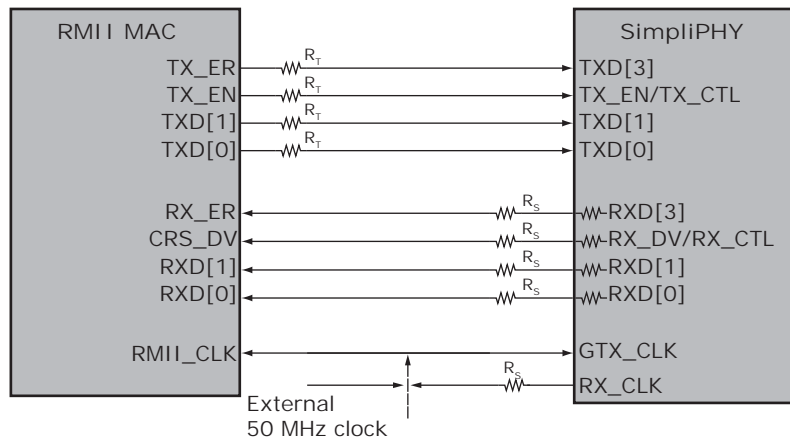 RMII MAC
SimpliPHY
TX_ER
R_T
TXD[3]
TX_EN
R_T
TX_EN/TX_CTL
TXD[1]
R_T
TXD[1]
TXD[0]
R_T
TXD[0]
RX_ER
R_S
RXD[3]
CRS_DV
R_S
RX_DV/RX_CTL
RXD[1]
R_S
RXD[1]
RXD[0]
R_S
RXD[0]
RMII_CLK
GTX_CLK
R_S
RX_CLK
External
50 MHz clock